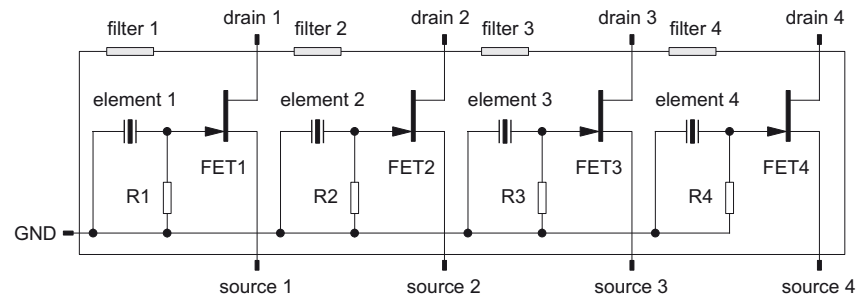 drain 1 drain 2 drain 3 drain 4
filter 1 filter 2 filter 3 filter 4
element 1 element 2 element 3 element 4
FET1 FET2 FET3 FET4
R1 R2 R3 R4
GND
source 1 source 2 source 3 source 4